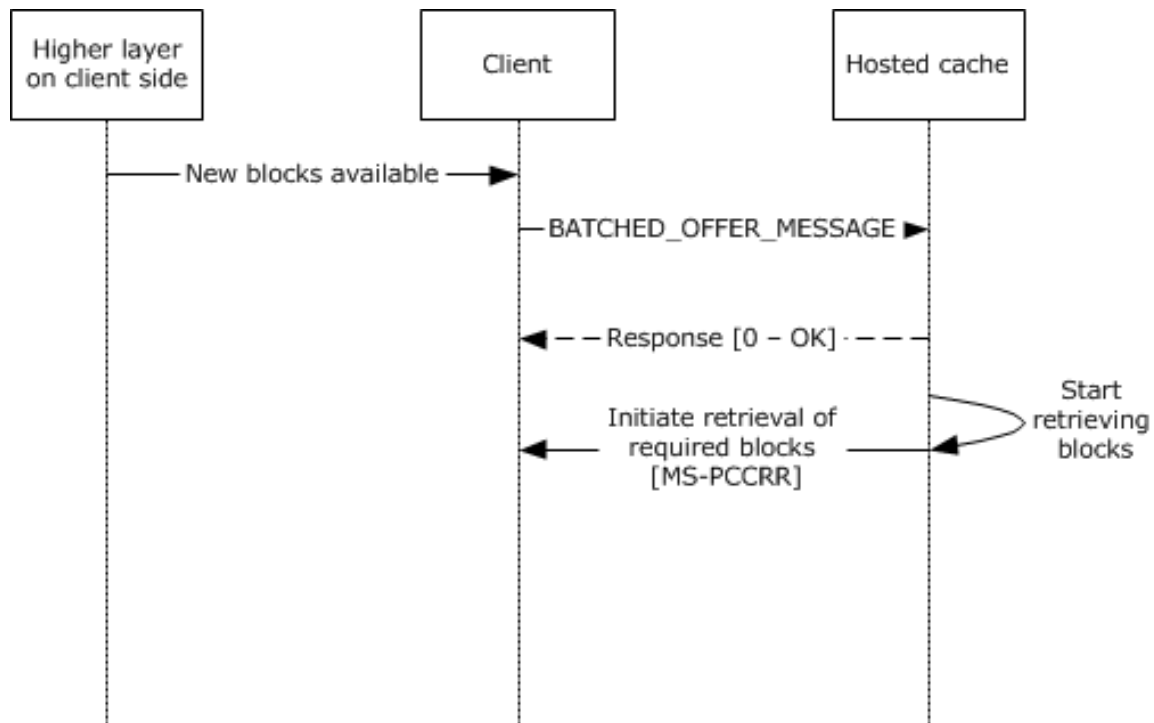 Higher layer
on client side
Client
Hosted cache
New blocks available
BATCHED_OFFER_MESSAGE
Response [0 – OK]
Start
retrieving
blocks
Initiate retrieval of
required blocks
[MS-PCCRR]